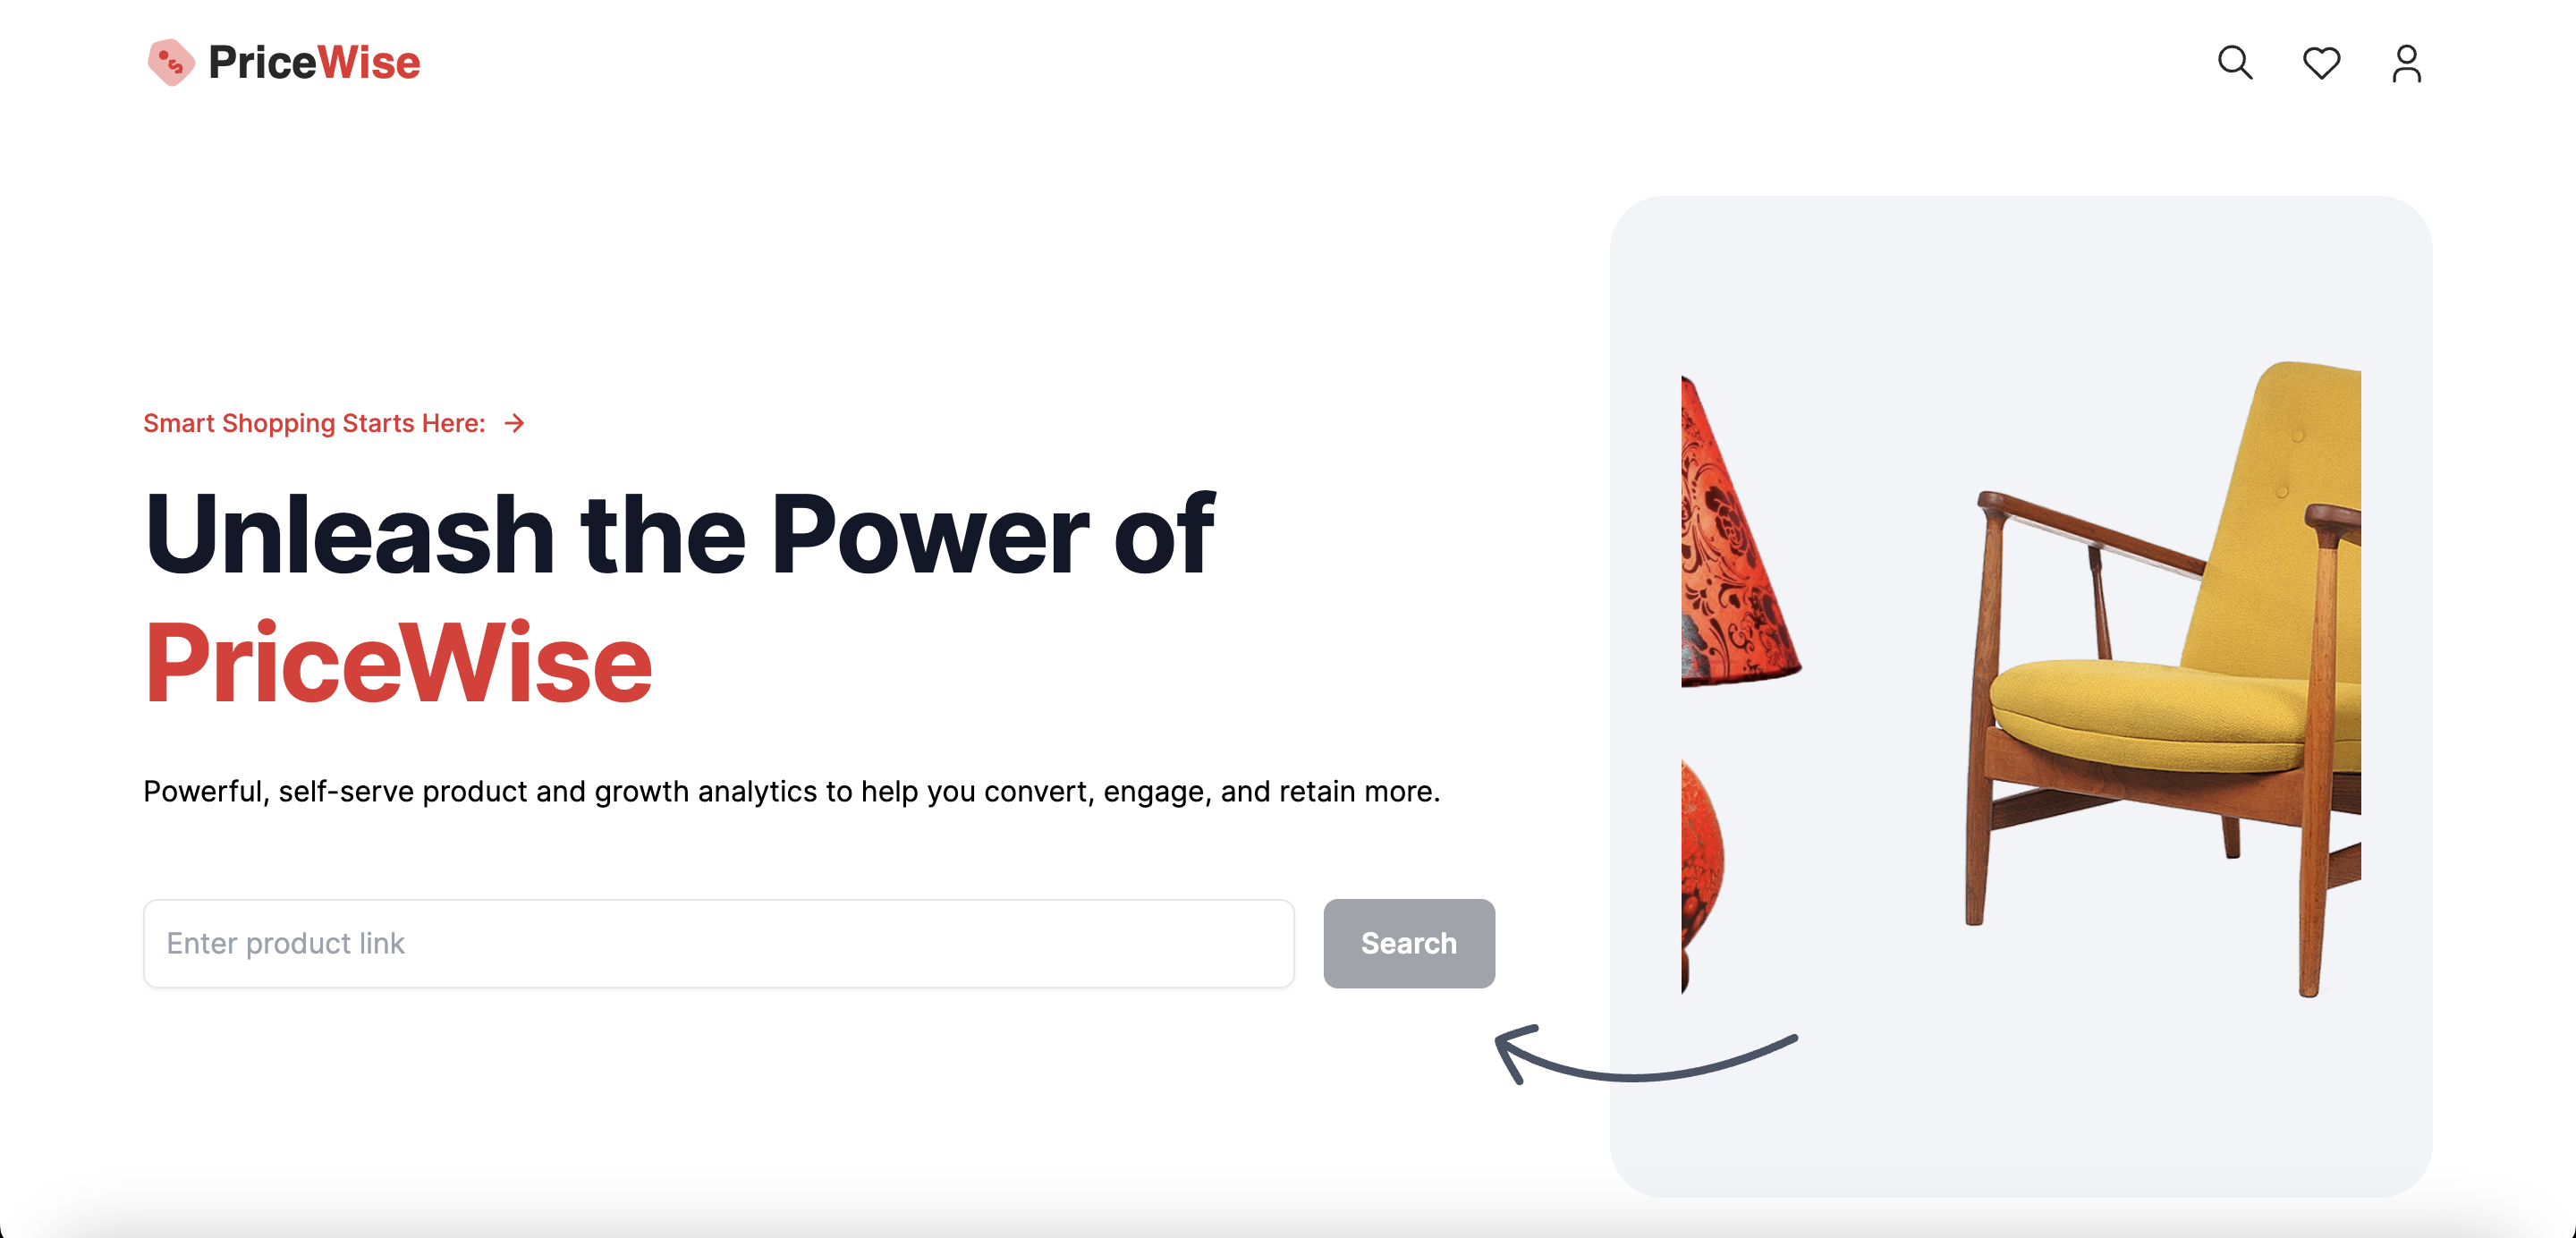 PriceWise
Smart Shopping Starts Here:
Unleash the Power of
PriceWise
Powerful, self-serve product and growth analytics to help you convert, engage, and retain more.
Enter product link
Search